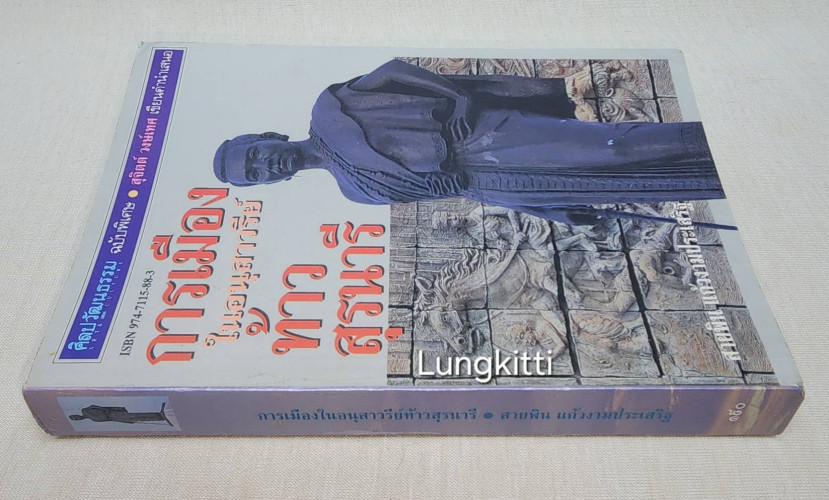 ศิลปวัฒนธรรม ฉบับพิเศษ ● สุจิตต์ วงษ์เทศ เขียนคำนำเสนอ
ISBN 974-7115-88-3
การเมือง
ในอนุสาวรีย์
ท้าว
สุรนารี
สายพิน แก้วงามประเสริฐ
Lungkitti
การเมืองในอนุสาวรีย์ท้าวสุรนารี ● สายพิน แก้วงามประเสริฐ
๑๕๐